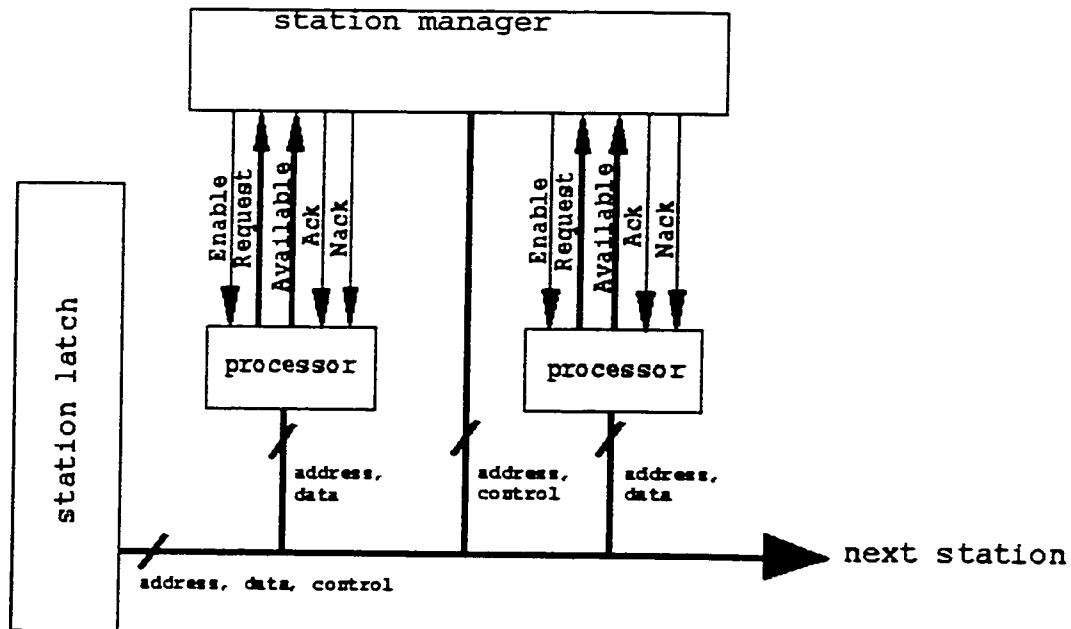 station manager
Enable
Request
Available
Ack
Nack
Enable
Request
Available
Ack
Nack
station latch
processor
processor
address,
data
address,
control
address,
data
next station
address, data, control